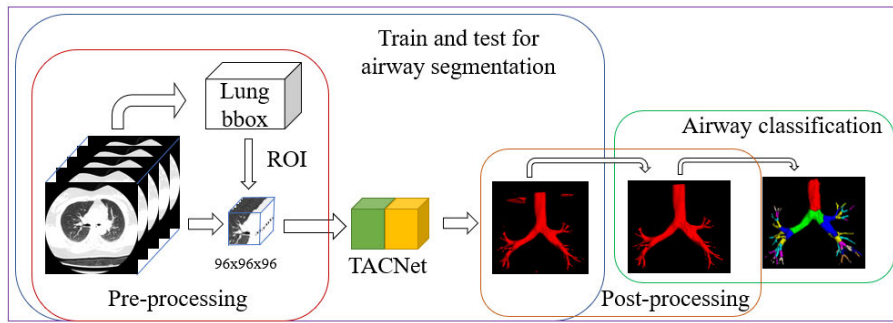 Train and test for
airway segmentation
Lung
bbox
ROI
96x96x96
Pre-processing
TACNet
Airway classification
Post-processing